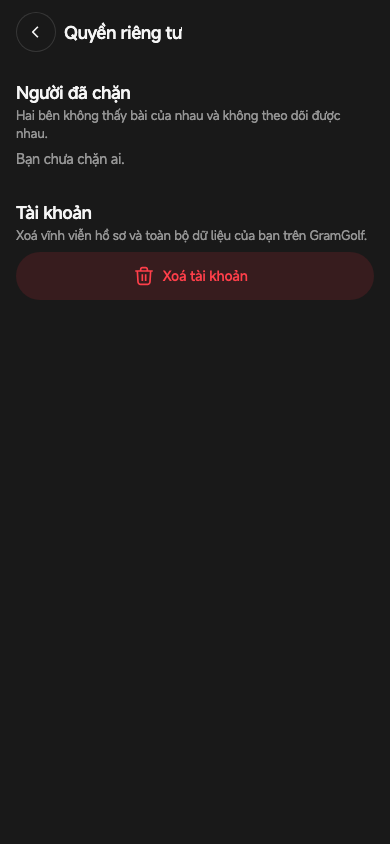 Quyền riêng tư
Người đã chặn
Hai bên không thấy bài của nhau và không theo dõi được
nhau.
Bạn chưa chặn ai.
Tài khoản
Xoá vĩnh viễn hồ sơ và toàn bộ dữ liệu của bạn trên GramGolf.
Xoá tài khoản